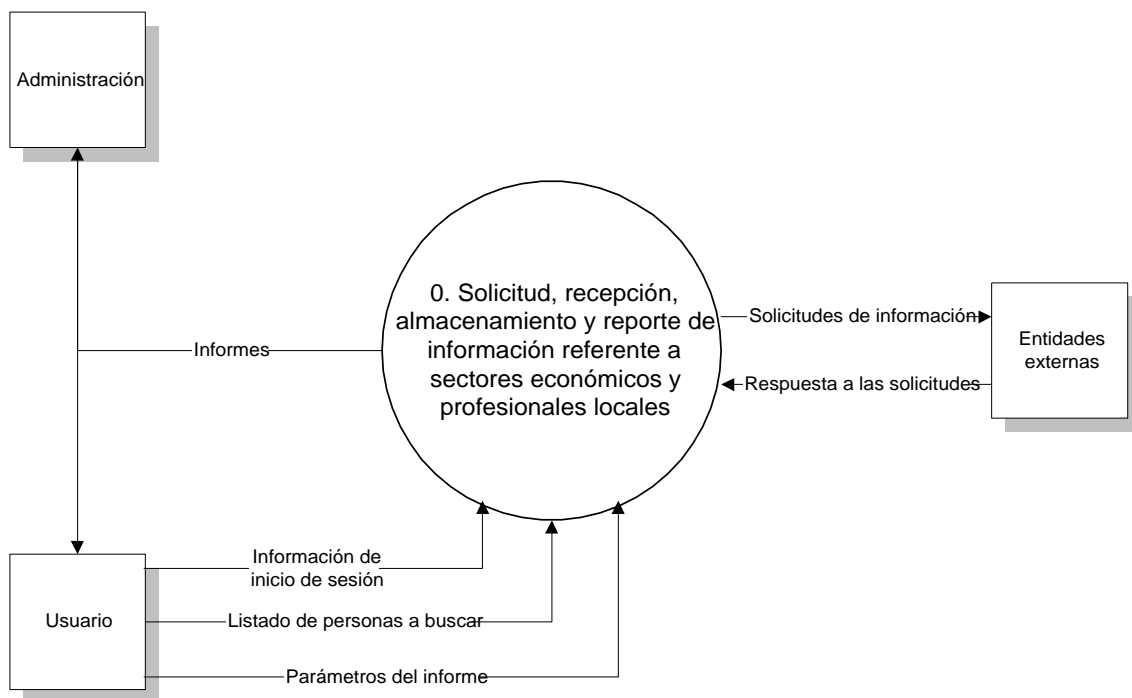 Administración
0. Solicitud, recepción,
almacenamiento y reporte de
información referente a
sectores económicos y
profesionales locales
Solicitudes de información
Entidades
externas
Respuesta a las solicitudes
Informes
Información de
inicio de sesión
Usuario
Listado de personas a buscar
Parámetros del informe